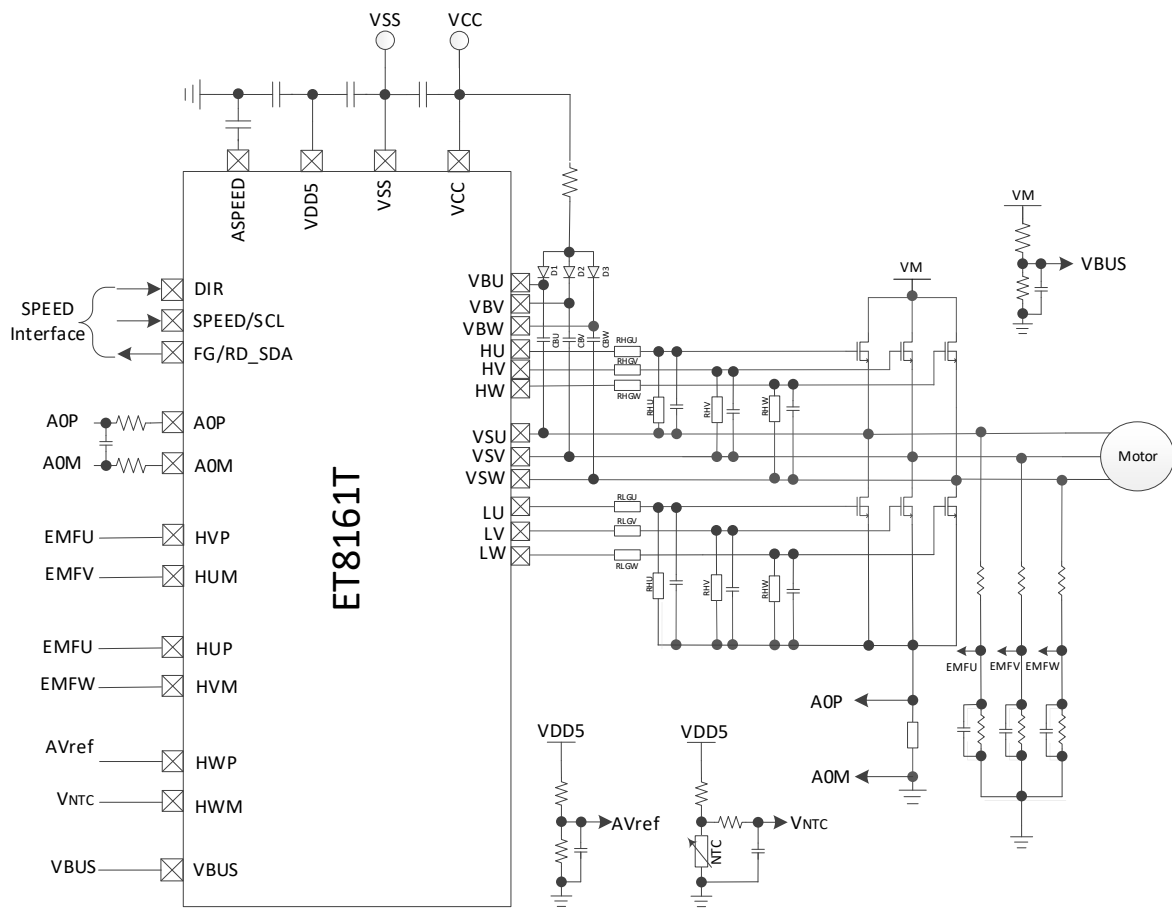 VSS
VCC
ASPEED
VDD5
VSS
VCC
VM
VBUS
SPEED
Interface
DIR
SPEED/SCL
FG/RD_SDA
A0P
A0P
A0M
A0M
EMFU
HVP
EMFV
HUM
EMFU
HUP
EMFW
HVM
AVref
HWP
VNTC
HWM
VBUS
VBUS
ET8161T
VBU
VBV
VBW
HU
HV
HW
VSU
VSV
VSW
LU
LV
LW
D1
D2
D3
CBU
CBV
CBW
RHGU
RHGV
RHGW
RHU
RHV
RHW
VM
Motor
RLGU
RLGV
RLGW
RHU
RHV
RHW
EMFU
EMFV
EMFW
A0P
A0M
VDD5
AVref
VDD5
VNTC
NTC